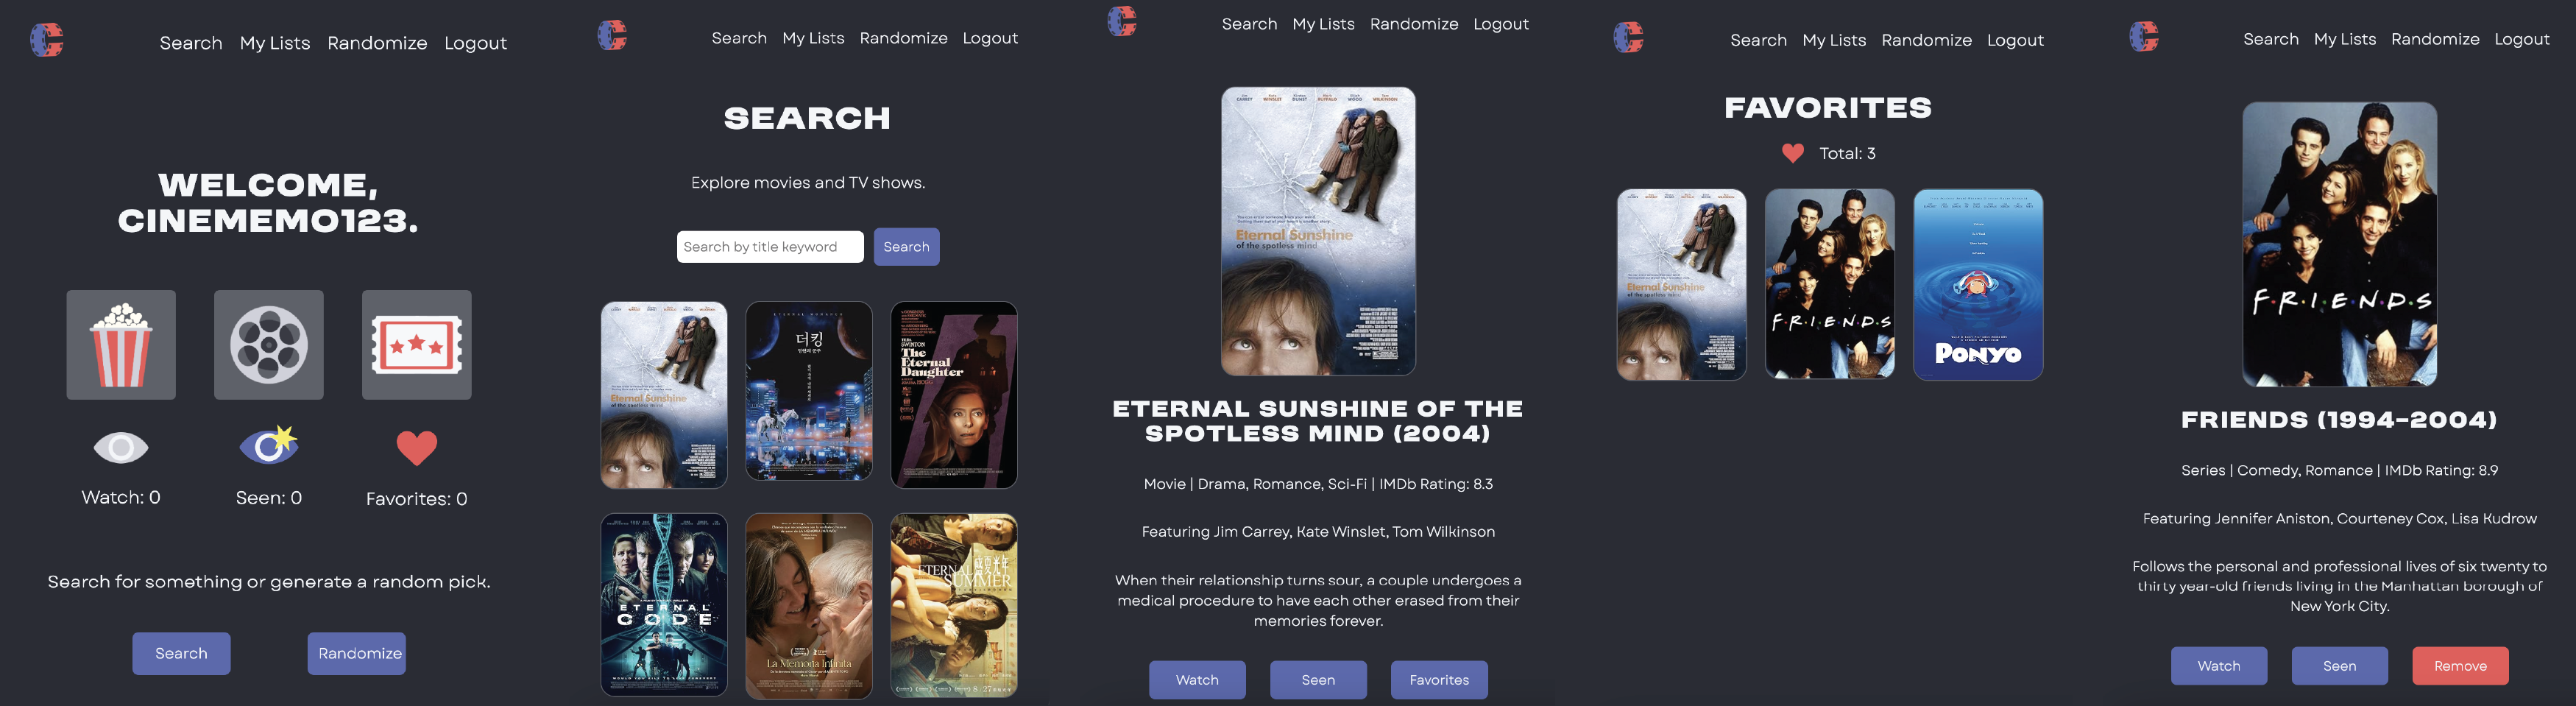 Search My Lists Randomize Logout
WELCOME,
CINEMEMO123.
Watch: 0 Seen: 0 Favorites: 0
Search for something or generate a random pick.
Search Randomize
Search My Lists Randomize Logout
SEARCH
Explore movies and TV shows.
Search by title keyword Search
Eternal Sunshine
of the spotless mind
ETERNAL MONARCH
더킹
SWINTON
The
Eternal
Daughter
ETERNAL
CODE
La Memoria Infinita
ETERNAL
SUMMER
8/27
Search My Lists Randomize Logout
Eternal Sunshine
of the spotless mind
ETERNAL SUNSHINE OF THE
SPOTLESS MIND (2004)
Movie | Drama, Romance, Sci-Fi | IMDb Rating: 8.3
Featuring Jim Carrey, Kate Winslet, Tom Wilkinson
When their relationship turns sour, a couple undergoes a
medical procedure to have each other erased from their
memories forever.
Watch Seen Favorites
Search My Lists Randomize Logout
FAVORITES
Total: 3
Eternal Sunshine
of the spotless mind
F·R·I·E·N·D·S
PONYO
Search My Lists Randomize Logout
F·R·I·E·N·D·S
FRIENDS (1994–2004)
Series | Comedy, Romance | IMDb Rating: 8.9
Featuring Jennifer Aniston, Courteney Cox, Lisa Kudrow
Follows the personal and professional lives of six twenty to
thirty year-old friends living in the Manhattan borough of
New York City.
Watch Seen Remove